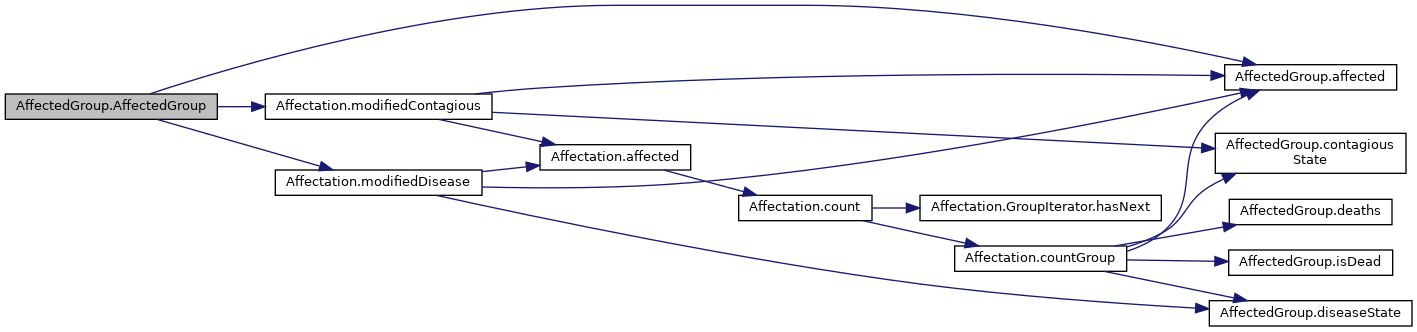 AffectedGroup.AffectedGroup
Affectation.modifiedContagious
Affectation.modifiedDisease
Affectation.affected
Affectation.count
Affectation.GroupIterator.hasNext
Affectation.countGroup
AffectedGroup.affected
AffectedGroup.contagious
State
AffectedGroup.deaths
AffectedGroup.isDead
AffectedGroup.diseaseState